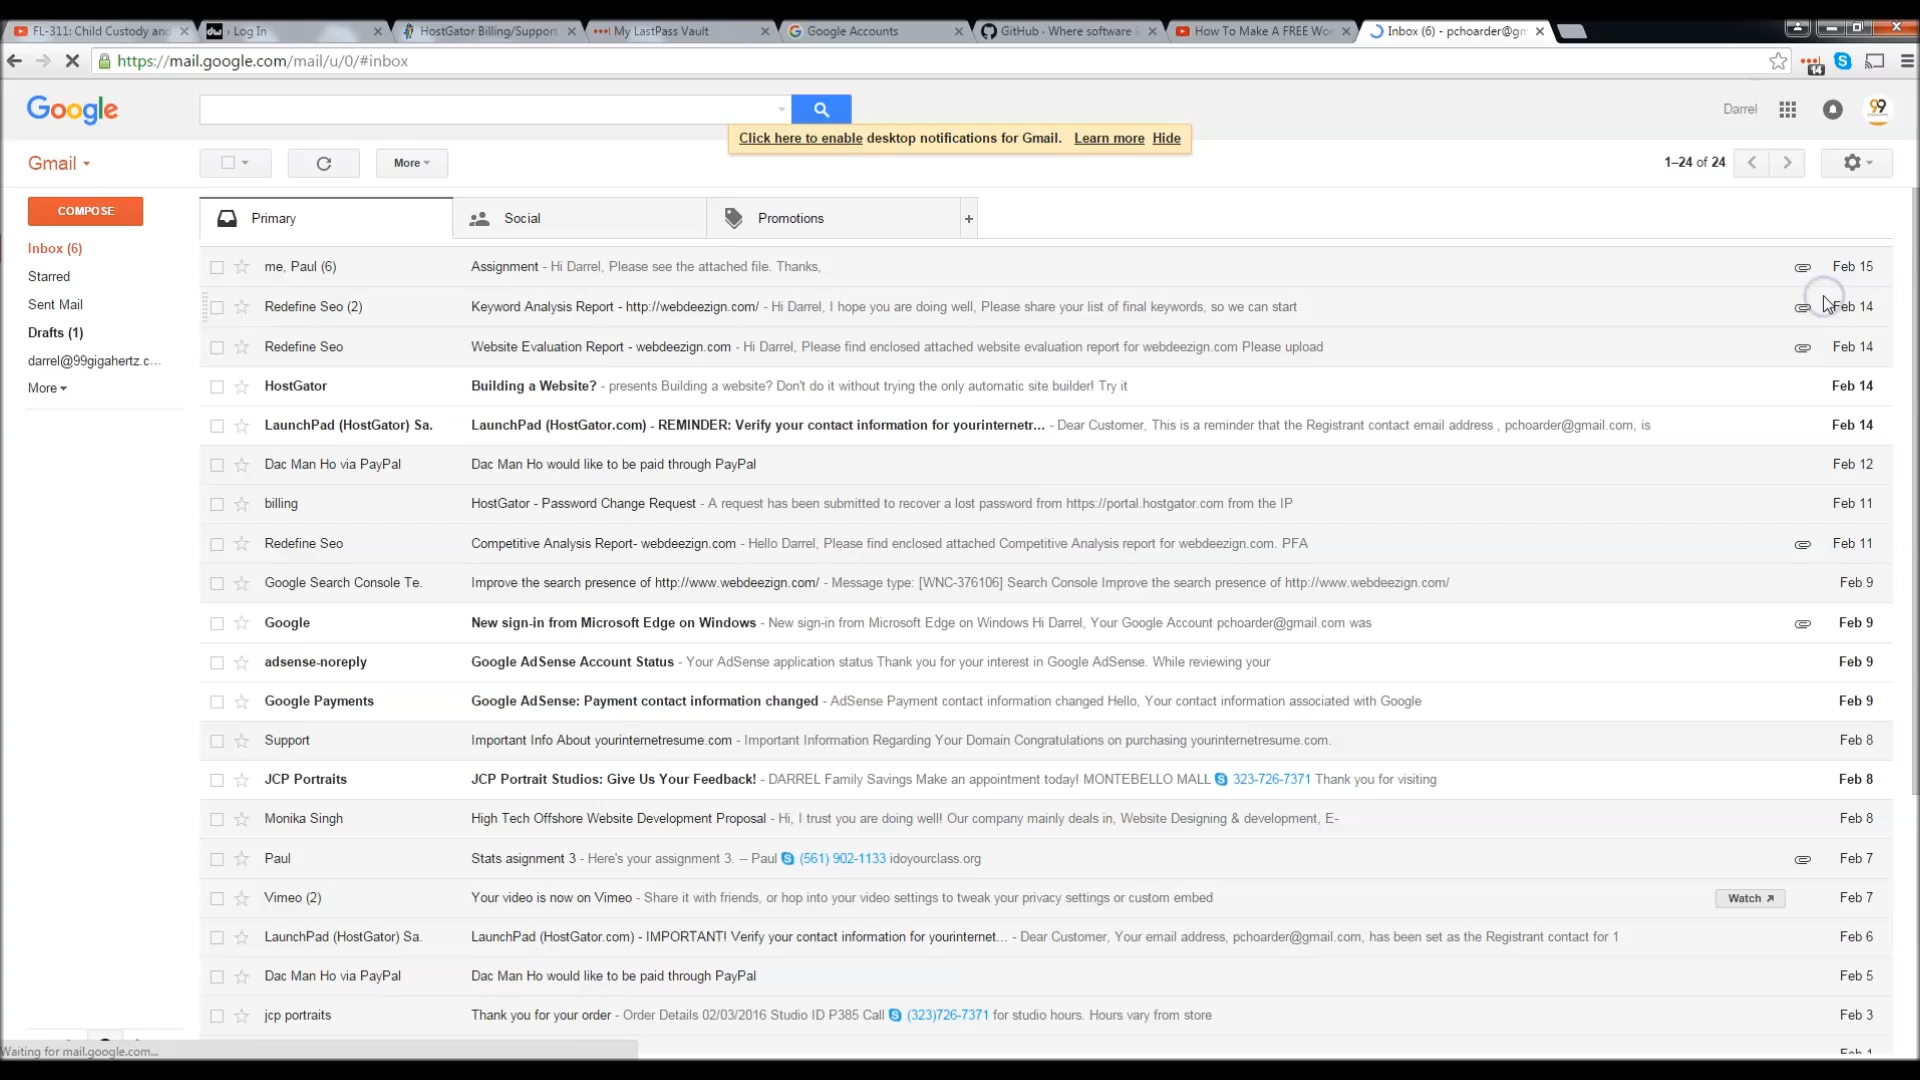 FL-311: Child Custody and
› Log In
HostGator Billing/Support
My LastPass Vault
Google Accounts
GitHub · Where software i
How To Make A FREE Wor
Inbox (6) - pchoarder@gm
https://mail.google.com/mail/u/0/#inbox
14
Google
Darrel
99
Click here to enable desktop notifications for Gmail. Learn more Hide
Gmail
More
1–24 of 24
COMPOSE
Primary
Social
Promotions
+
Inbox (6)
Starred
Sent Mail
Drafts (1)
darrel@99gigahertz.c...
More
me, Paul (6) Assignment - Hi Darrel, Please see the attached file. Thanks, Feb 15
Redefine Seo (2) Keyword Analysis Report - http://webdeezign.com/ - Hi Darrel, I hope you are doing well, Please share your list of final keywords, so we can start Feb 14
Redefine Seo Website Evaluation Report - webdeezign.com - Hi Darrel, Please find enclosed attached website evaluation report for webdeezign.com Please upload Feb 14
HostGator Building a Website? - presents Building a website? Don't do it without trying the only automatic site builder! Try it Feb 14
LaunchPad (HostGator) Sa. LaunchPad (HostGator.com) - REMINDER: Verify your contact information for yourinternetr... - Dear Customer, This is a reminder that the Registrant contact email address , pchoarder@gmail.com, is Feb 14
Dac Man Ho via PayPal Dac Man Ho would like to be paid through PayPal Feb 12
billing HostGator - Password Change Request - A request has been submitted to recover a lost password from https://portal.hostgator.com from the IP Feb 11
Redefine Seo Competitive Analysis Report- webdeezign.com - Hello Darrel, Please find enclosed attached Competitive Analysis report for webdeezign.com. PFA Feb 11
Google Search Console Te. Improve the search presence of http://www.webdeezign.com/ - Message type: [WNC-376106] Search Console Improve the search presence of http://www.webdeezign.com/ Feb 9
Google New sign-in from Microsoft Edge on Windows - New sign-in from Microsoft Edge on Windows Hi Darrel, Your Google Account pchoarder@gmail.com was Feb 9
adsense-noreply Google AdSense Account Status - Your AdSense application status Thank you for your interest in Google AdSense. While reviewing your Feb 9
Google Payments Google AdSense: Payment contact information changed - AdSense Payment contact information changed Hello, Your contact information associated with Google Feb 9
Support Important Info About yourinternetresume.com - Important Information Regarding Your Domain Congratulations on purchasing yourinternetresume.com. Feb 8
JCP Portraits JCP Portrait Studios: Give Us Your Feedback! - DARREL Family Savings Make an appointment today! MONTEBELLO MALL 323-726-7371 Thank you for visiting Feb 8
Monika Singh High Tech Offshore Website Development Proposal - Hi, I trust you are doing well! Our company mainly deals in, Website Designing & development, E- Feb 8
Paul Stats asignment 3 - Here's your assignment 3. -- Paul (561) 902-1133 idoyourclass.org Feb 7
Vimeo (2) Your video is now on Vimeo - Share it with friends, or hop into your video settings to tweak your privacy settings or custom embed Watch Feb 7
LaunchPad (HostGator) Sa. LaunchPad (HostGator.com) - IMPORTANT! Verify your contact information for yourinternet... - Dear Customer, Your email address, pchoarder@gmail.com, has been set as the Registrant contact for 1 Feb 6
Dac Man Ho via PayPal Dac Man Ho would like to be paid through PayPal Feb 5
jcp portraits Thank you for your order - Order Details 02/03/2016 Studio ID P385 Call (323)726-7371 for studio hours. Hours vary from store Feb 3
Feb 1
Waiting for mail.google.com...